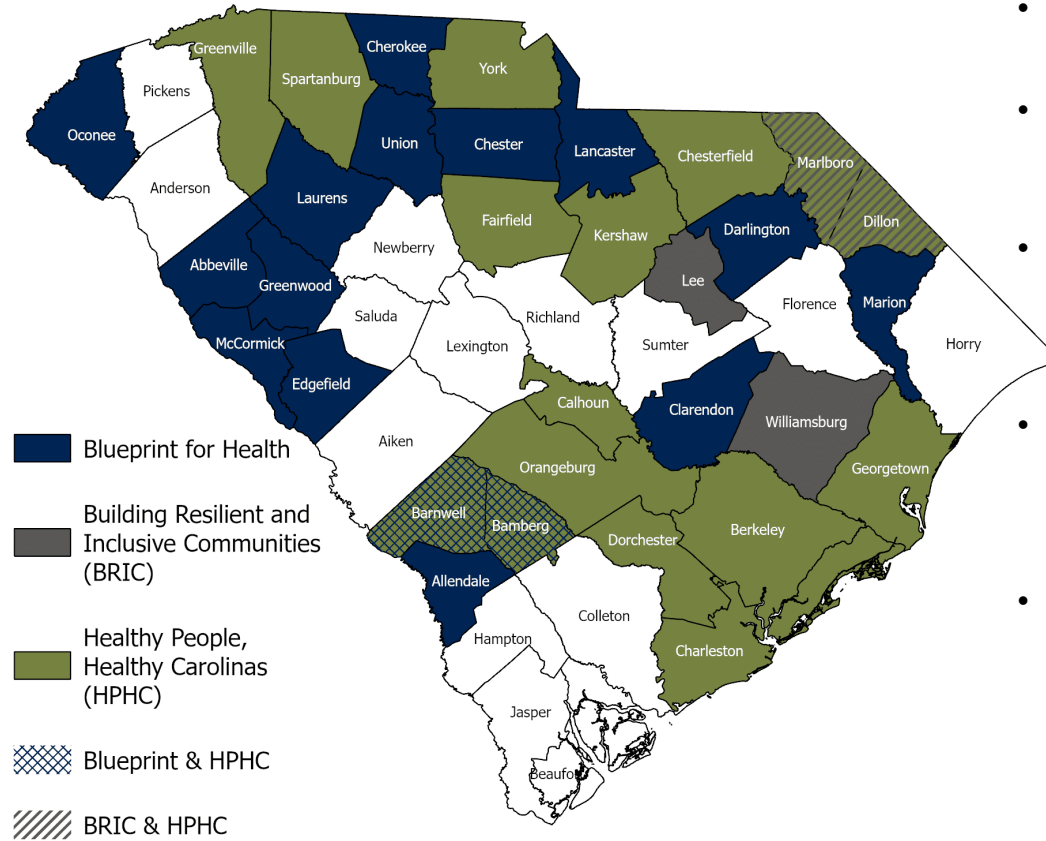 Greenville
Cherokee
York
Spartanburg
Pickens
Oconee
Union
Chester
Lancaster
Chesterfield
Marlboro
Anderson
Laurens
Fairfield
Kershaw
Darlington
Dillon
Newberry
Abbeville
Greenwood
Lee
Florence
Marion
Saluda
Richland
McCormick
Lexington
Sumter
Horry
Edgefield
Calhoun
Clarendon
Williamsburg
Aiken
Orangeburg
Georgetown
Barnwell
Bamberg
Dorchester
Berkeley
Allendale
Colleton
Hampton
Charleston
Jasper
Beaufo
Blueprint for Health
Building Resilient and
Inclusive Communities
(BRIC)
Healthy People,
Healthy Carolinas
(HPHC)
Blueprint & HPHC
BRIC & HPHC